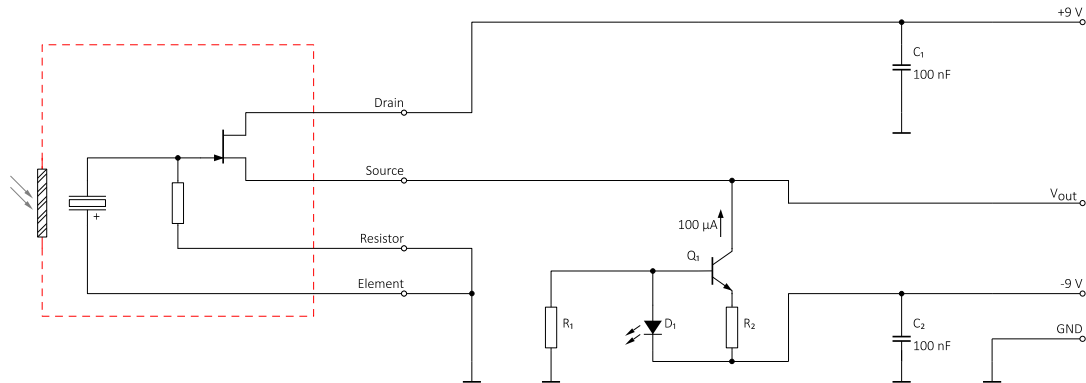 +9 V
C₁
100 nF
Drain
Source
Vout
100 µA
Resistor
Q₁
Element
-9 V
+
R₁
D₁
R₂
C₂
100 nF
GND